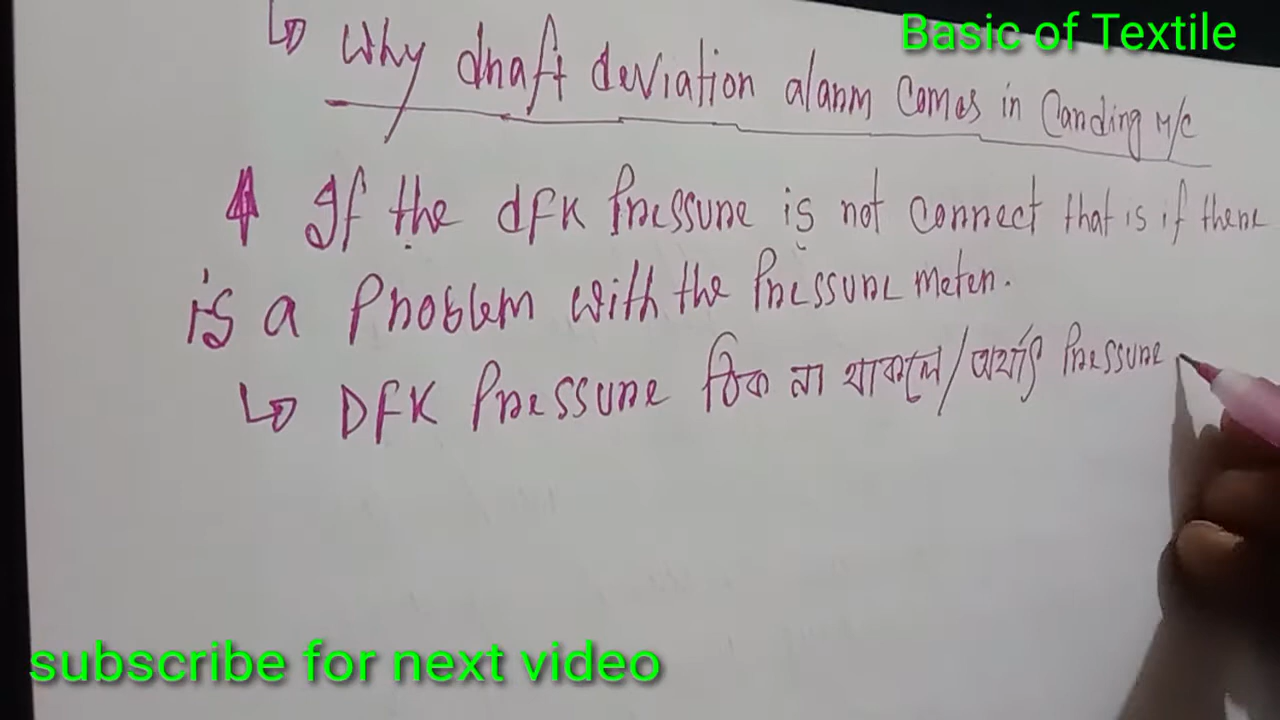 Basic of Textile
↳ Why draft deviation alarm comes in Carding M/C
If the dFK Pressure is not connect that is if there
is a Problem with the Pressure meter.
↳ DFK Pressure ঠিক না থাকলে/অর্থাৎ Pressure
subscribe for next video